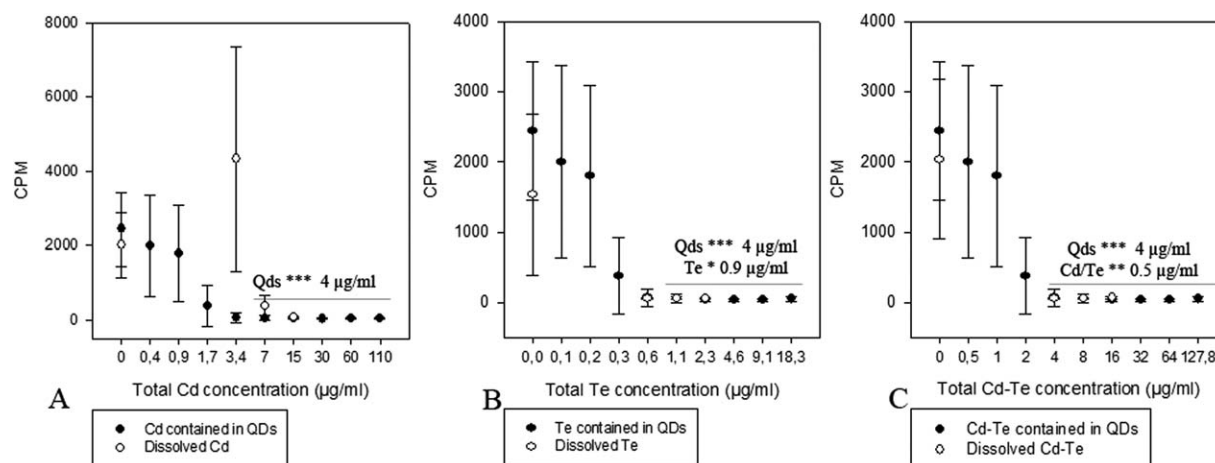 8000
6000
4000
2000
0
CPM
Qds *** 4 µg/ml
0 0,4 0,9 1,7 3,4 7 15 30 60 110
Total Cd concentration (µg/ml)
A
Cd contained in QDs
Dissolved Cd
4000
3000
2000
1000
0
CPM
Qds *** 4 µg/ml
Te * 0.9 µg/ml
0,0 0,1 0,2 0,3 0,6 1,1 2,3 4,6 9,1 18,3
Total Te concentration (µg/ml)
B
Te contained in QDs
Dissolved Te
4000
3000
2000
1000
0
CPM
Qds *** 4 µg/ml
Cd/Te ** 0.5 µg/ml
0 0,5 1 2 4 8 16 32 64 127,8
Total Cd-Te concentration (µg/ml)
C
Cd-Te contained in QDs
Dissolved Cd-Te